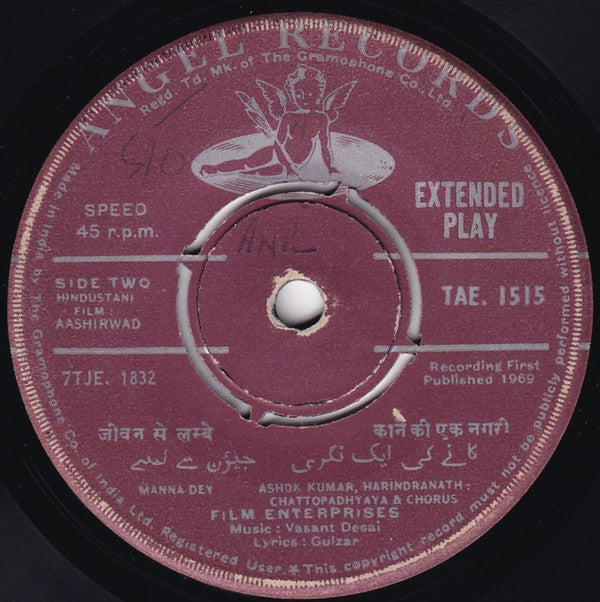 ANGEL RECORDS
Regd. Td. Mk. of The Gramophone Co., Ltd.
SPEED
45 r.p.m.
EXTENDED
PLAY
ANIL
SIDE TWO
HINDUSTANI
FILM :
AASHIRWAD
TAE. 1515
7TJE. 1832
Recording First
Published 1969
जीवन से लम्बे
काने की एक नगरी
جیون سے لمبے
کانے کی ایک نگری
MANNA DEY
ASHOK KUMAR, HARINDRANATH-
CHATTOPADHYAYA & CHORUS
FILM ENTERPRISES
Music : Vasant Desai
Lyrics : Gulzar
Made in India by The Gramophone Co. of India Ltd. Registered User ★ This copyright record must not be publicly performed without licence